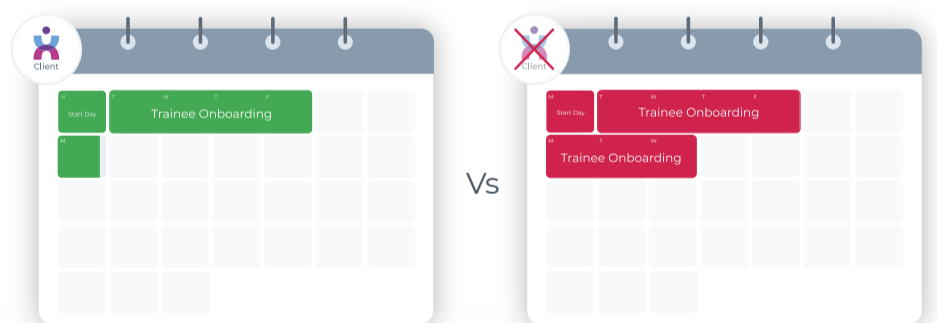 Client
M T W T F
Start Day Trainee Onboarding
M
Vs
Client
M T W T F
Start Day Trainee Onboarding
M T W
Trainee Onboarding